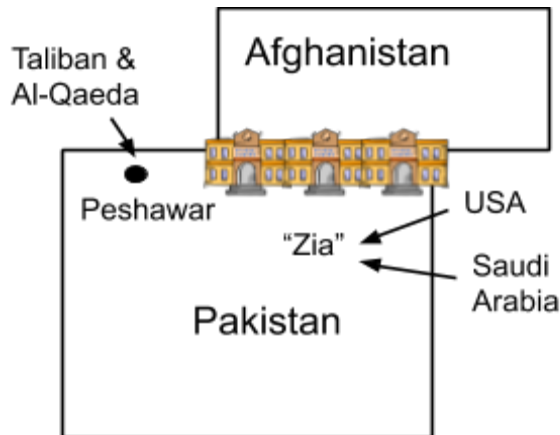 Afghanistan
Taliban &
Al-Qaeda
Peshawar
USA
“Zia”
Saudi
Arabia
Pakistan